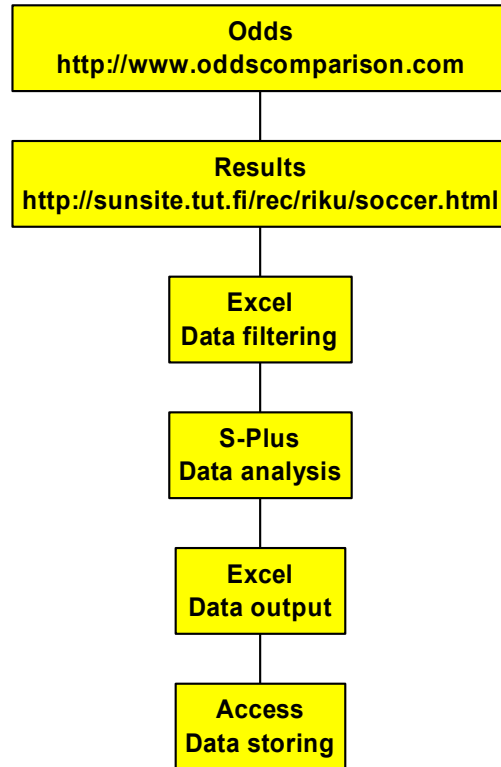 Odds
http://www.oddscomparison.com
Results
http://sunsite.tut.fi/rec/riku/soccer.html
Excel
Data filtering
S-Plus
Data analysis
Excel
Data output
Access
Data storing